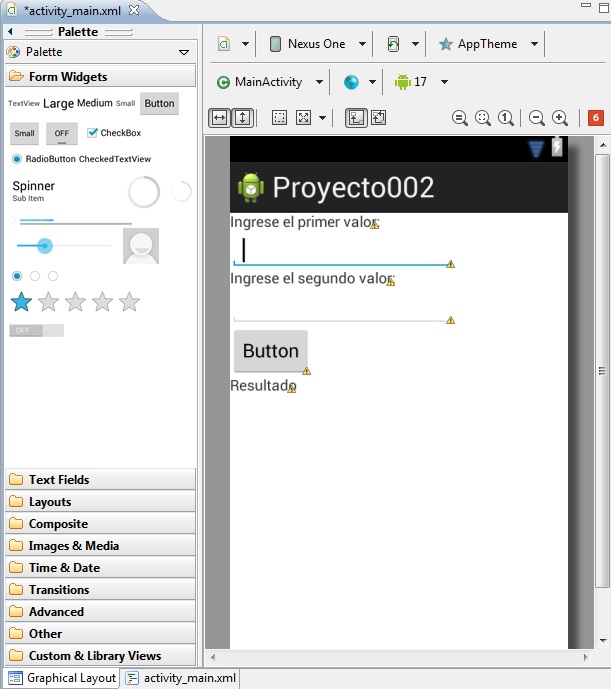 *activity_main.xml
Palette
Palette
Form Widgets
TextView Large Medium Small Button
Small OFF CheckBox
RadioButton CheckedTextView
Spinner
Sub Item
OFF
Text Fields
Layouts
Composite
Images & Media
Time & Date
Transitions
Advanced
Other
Custom & Library Views
Nexus One
AppTheme
MainActivity
17
1
6
Proyecto002
Ingrese el primer valor:
Ingrese el segundo valor:
Button
Resultado
Graphical Layout
activity_main.xml